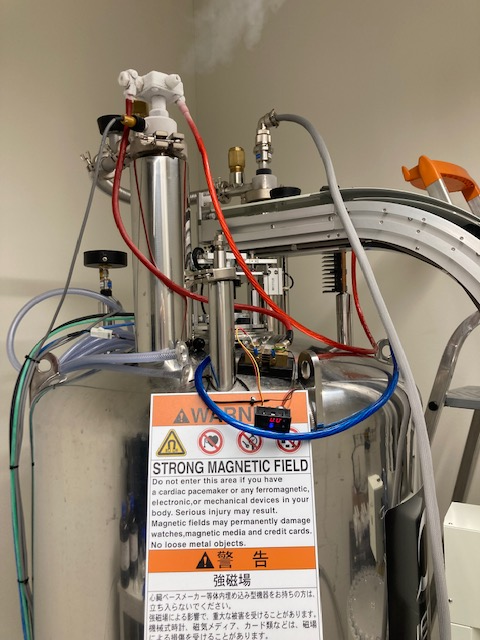 WARN
STRONG MAGNETIC FIELD
Do not enter this area if you have
a cardiac pacemaker or any ferromagnetic,
electronic,or mechanical devices in your
body. Serious injury may result.
Magnetic fields may permanently damage
watches,magnetic media and credit cards.
No loose metal objects.
警 告
強磁場
心臓ペースメーカー等体内埋め込み型機器をお持ちの方は、
立ち入らないでください。
強磁場による影響で、重大な被害を受けることがあります。
機械式時計、磁気メディア、カード類などは、磁場
による損傷を受けることがあります。